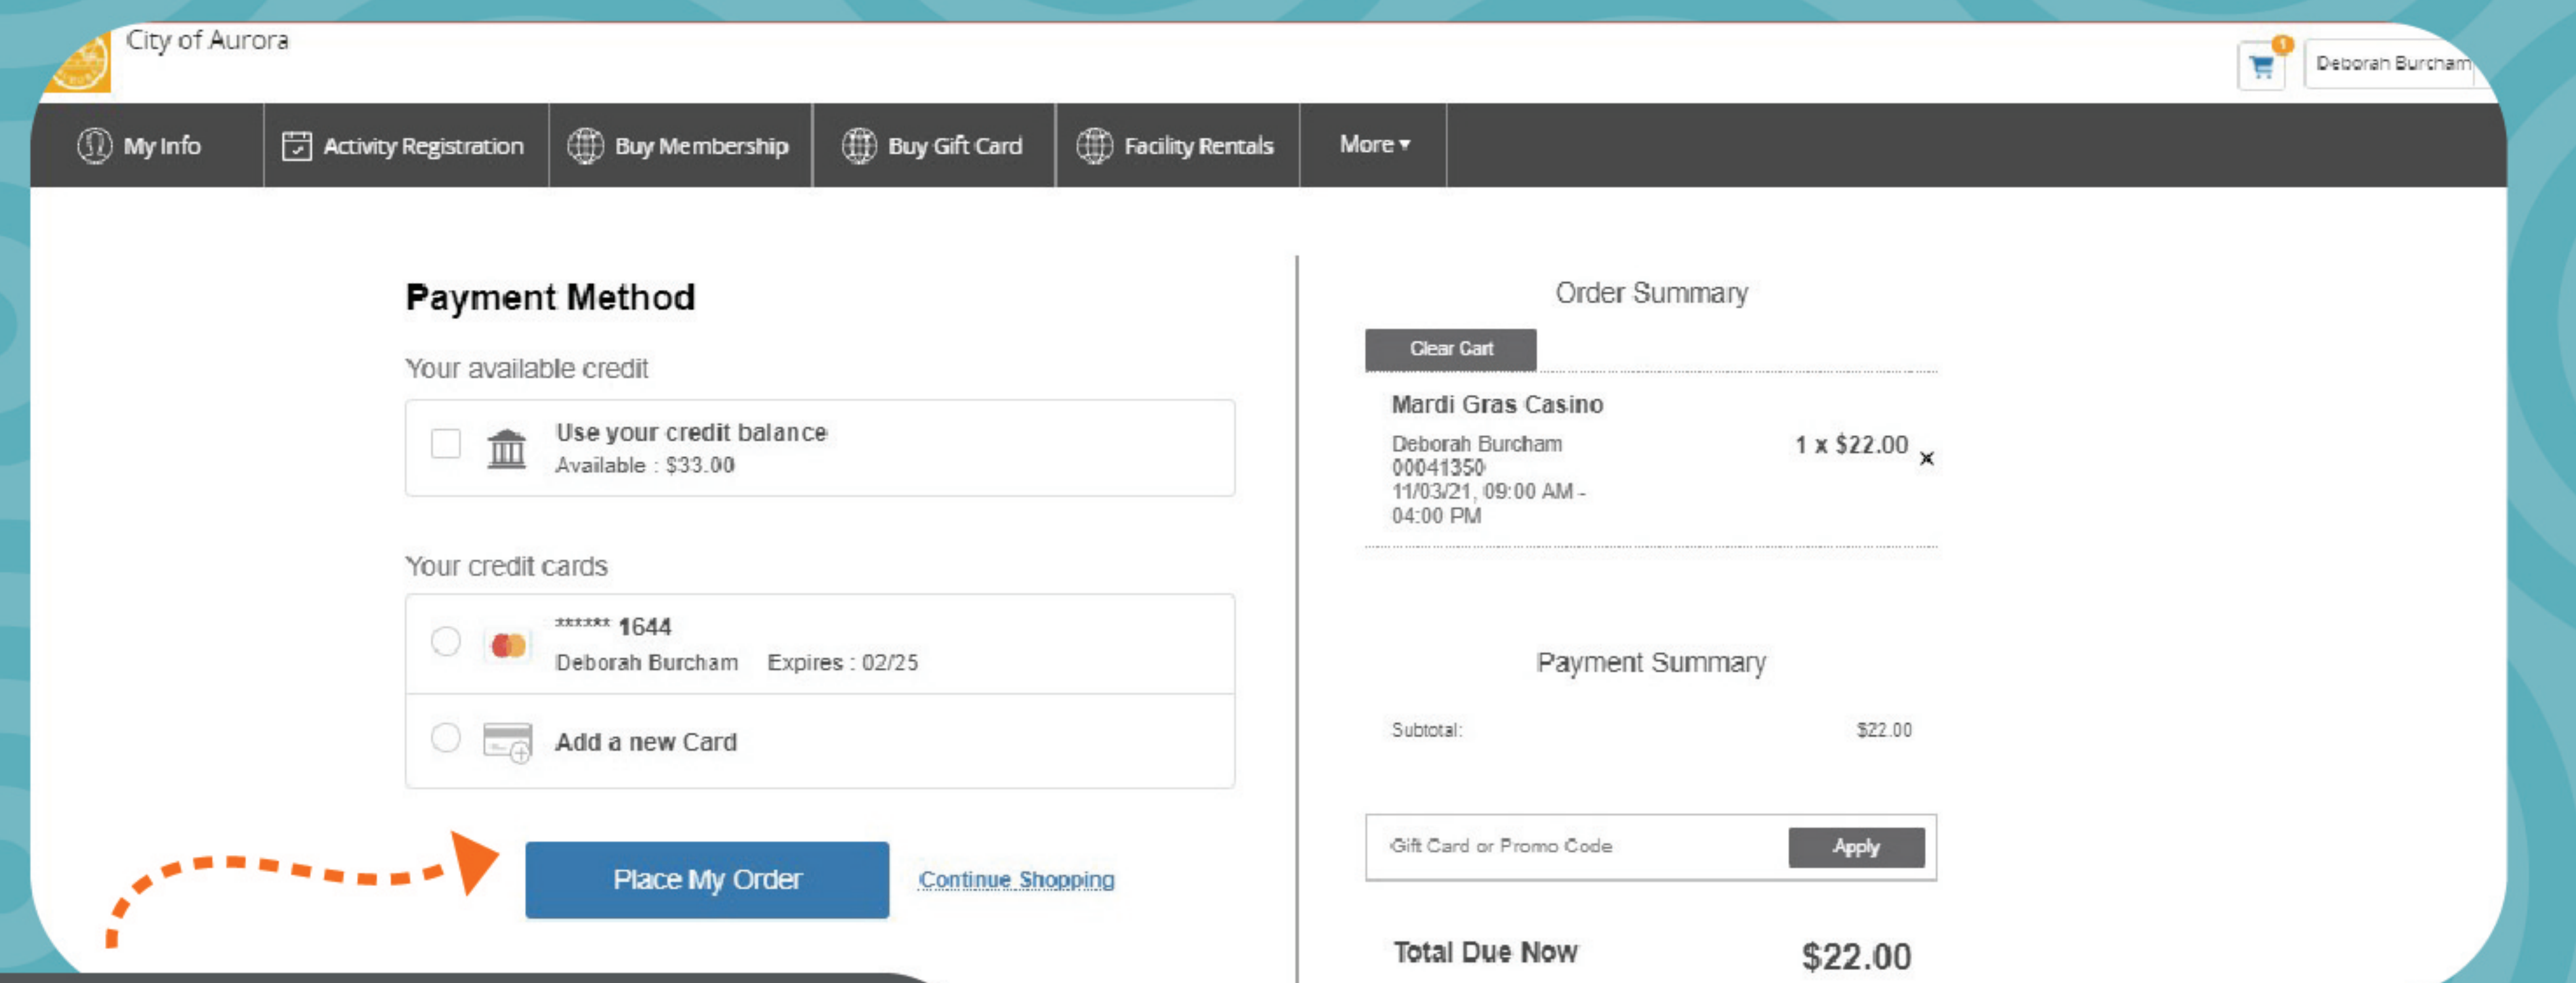 City of Aurora
1
Deborah Burcham
My Info
Activity Registration
Buy Membership
Buy Gift Card
Facility Rentals
More
Payment Method
Your available credit
Use your credit balance
Available : $33.00
Your credit cards
****** 1644
Deborah Burcham Expires : 02/25
Add a new Card
Place My Order
Continue Shopping
Order Summary
Clear Cart
Mardi Gras Casino
Deborah Burcham
1 x $22.00
00041350
11/03/21, 09:00 AM -
04:00 PM
Payment Summary
Subtotal: $22.00
Gift Card or Promo Code
Apply
Total Due Now $22.00